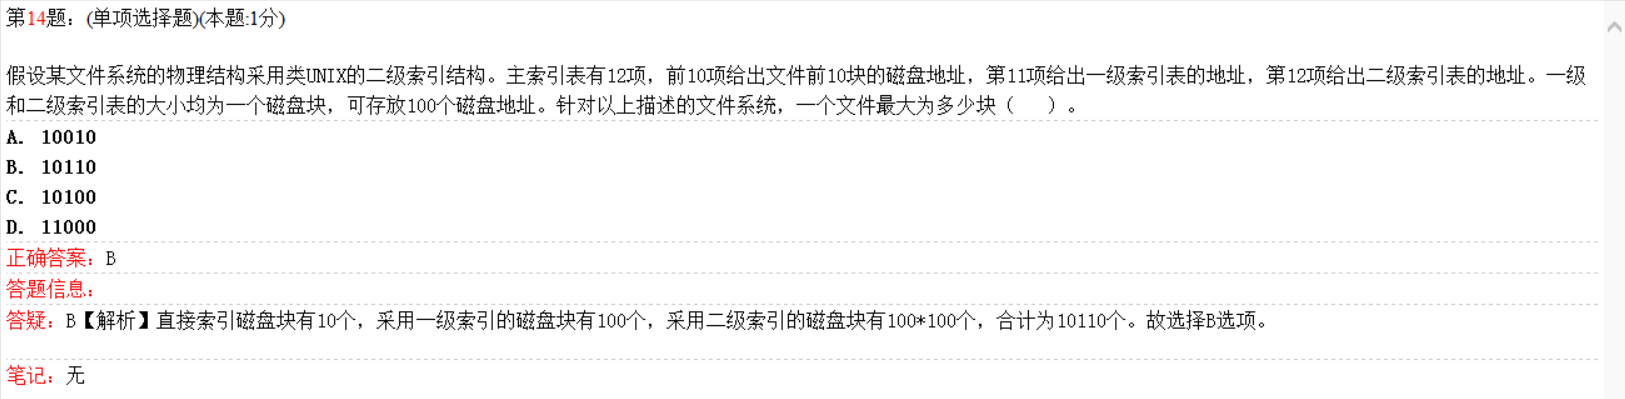 第14题：(单项选择题)(本题:1分)
假设某文件系统的物理结构采用类UNIX的二级索引结构。主索引表有12项，前10项给出文件前10块的磁盘地址，第11项给出一级索引表的地址，第12项给出二级索引表的地址。一级
和二级索引表的大小均为一个磁盘块，可存放100个磁盘地址。针对以上描述的文件系统，一个文件最大为多少块（　　）。
A. 10010
B. 10110
C. 10100
D. 11000
正确答案：B
答题信息：
答疑：B【解析】直接索引磁盘块有10个，采用一级索引的磁盘块有100个，采用二级索引的磁盘块有100*100个，合计为10110个。故选择B选项。
笔记：无